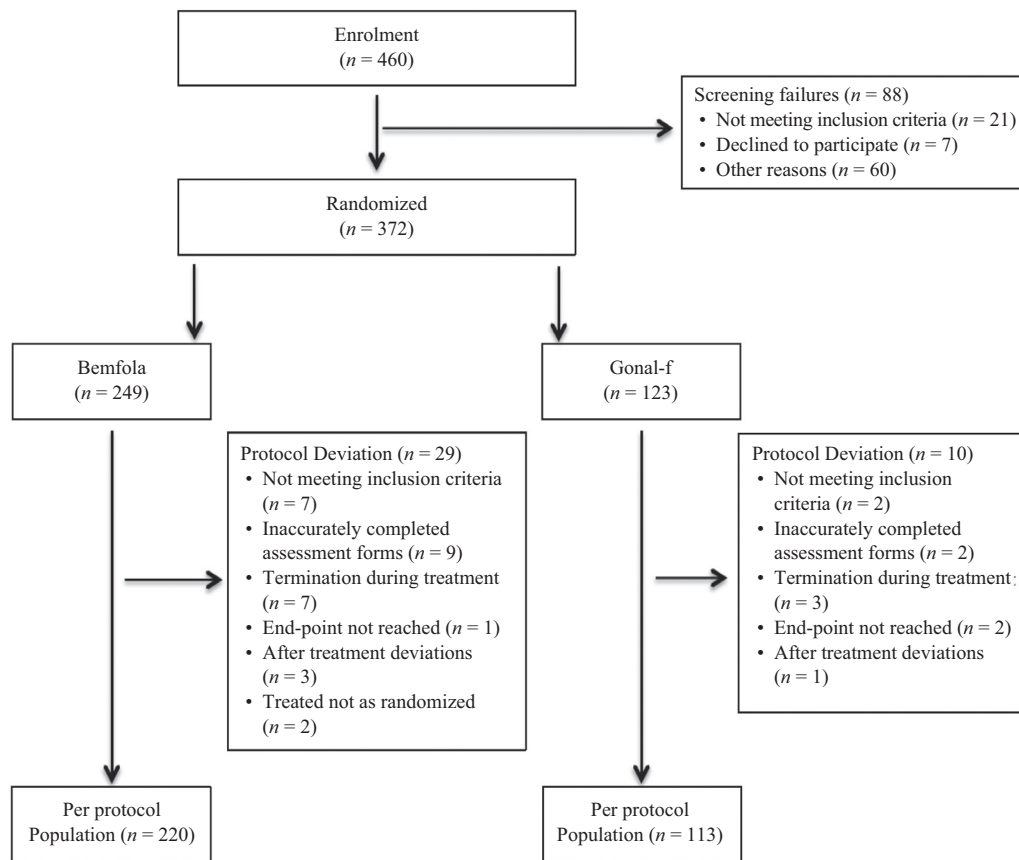 Enrolment
(n = 460)
Screening failures (n = 88)
• Not meeting inclusion criteria (n = 21)
• Declined to participate (n = 7)
• Other reasons (n = 60)
Randomized
(n = 372)
Bemfola
(n = 249)
Gonal-f
(n = 123)
Protocol Deviation (n = 29)
• Not meeting inclusion criteria
(n = 7)
• Inaccurately completed
assessment forms (n = 9)
• Termination during treatment
(n = 7)
• End-point not reached (n = 1)
• After treatment deviations
(n = 3)
• Treated not as randomized
(n = 2)
Protocol Deviation (n = 10)
• Not meeting inclusion
criteria (n = 2)
• Inaccurately completed
assessment forms (n = 2)
• Termination during treatment:
(n = 3)
• End-point not reached (n = 2)
• After treatment deviations
(n = 1)
Per protocol
Population (n = 220)
Per protocol
Population (n = 113)